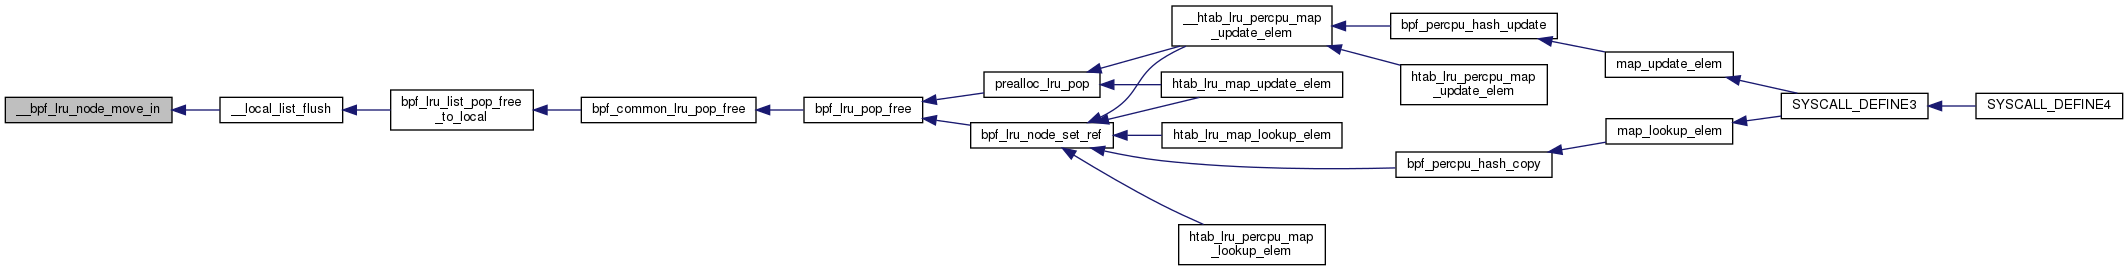 __bpf_lru_node_move_in
__local_list_flush
bpf_lru_list_pop_free
_to_local
bpf_common_lru_pop_free
bpf_lru_pop_free
prealloc_lru_pop
bpf_lru_node_set_ref
__htab_lru_percpu_map
_update_elem
htab_lru_map_update_elem
htab_lru_map_lookup_elem
htab_lru_percpu_map
_lookup_elem
bpf_percpu_hash_update
htab_lru_percpu_map
_update_elem
bpf_percpu_hash_copy
map_update_elem
map_lookup_elem
SYSCALL_DEFINE3
SYSCALL_DEFINE4